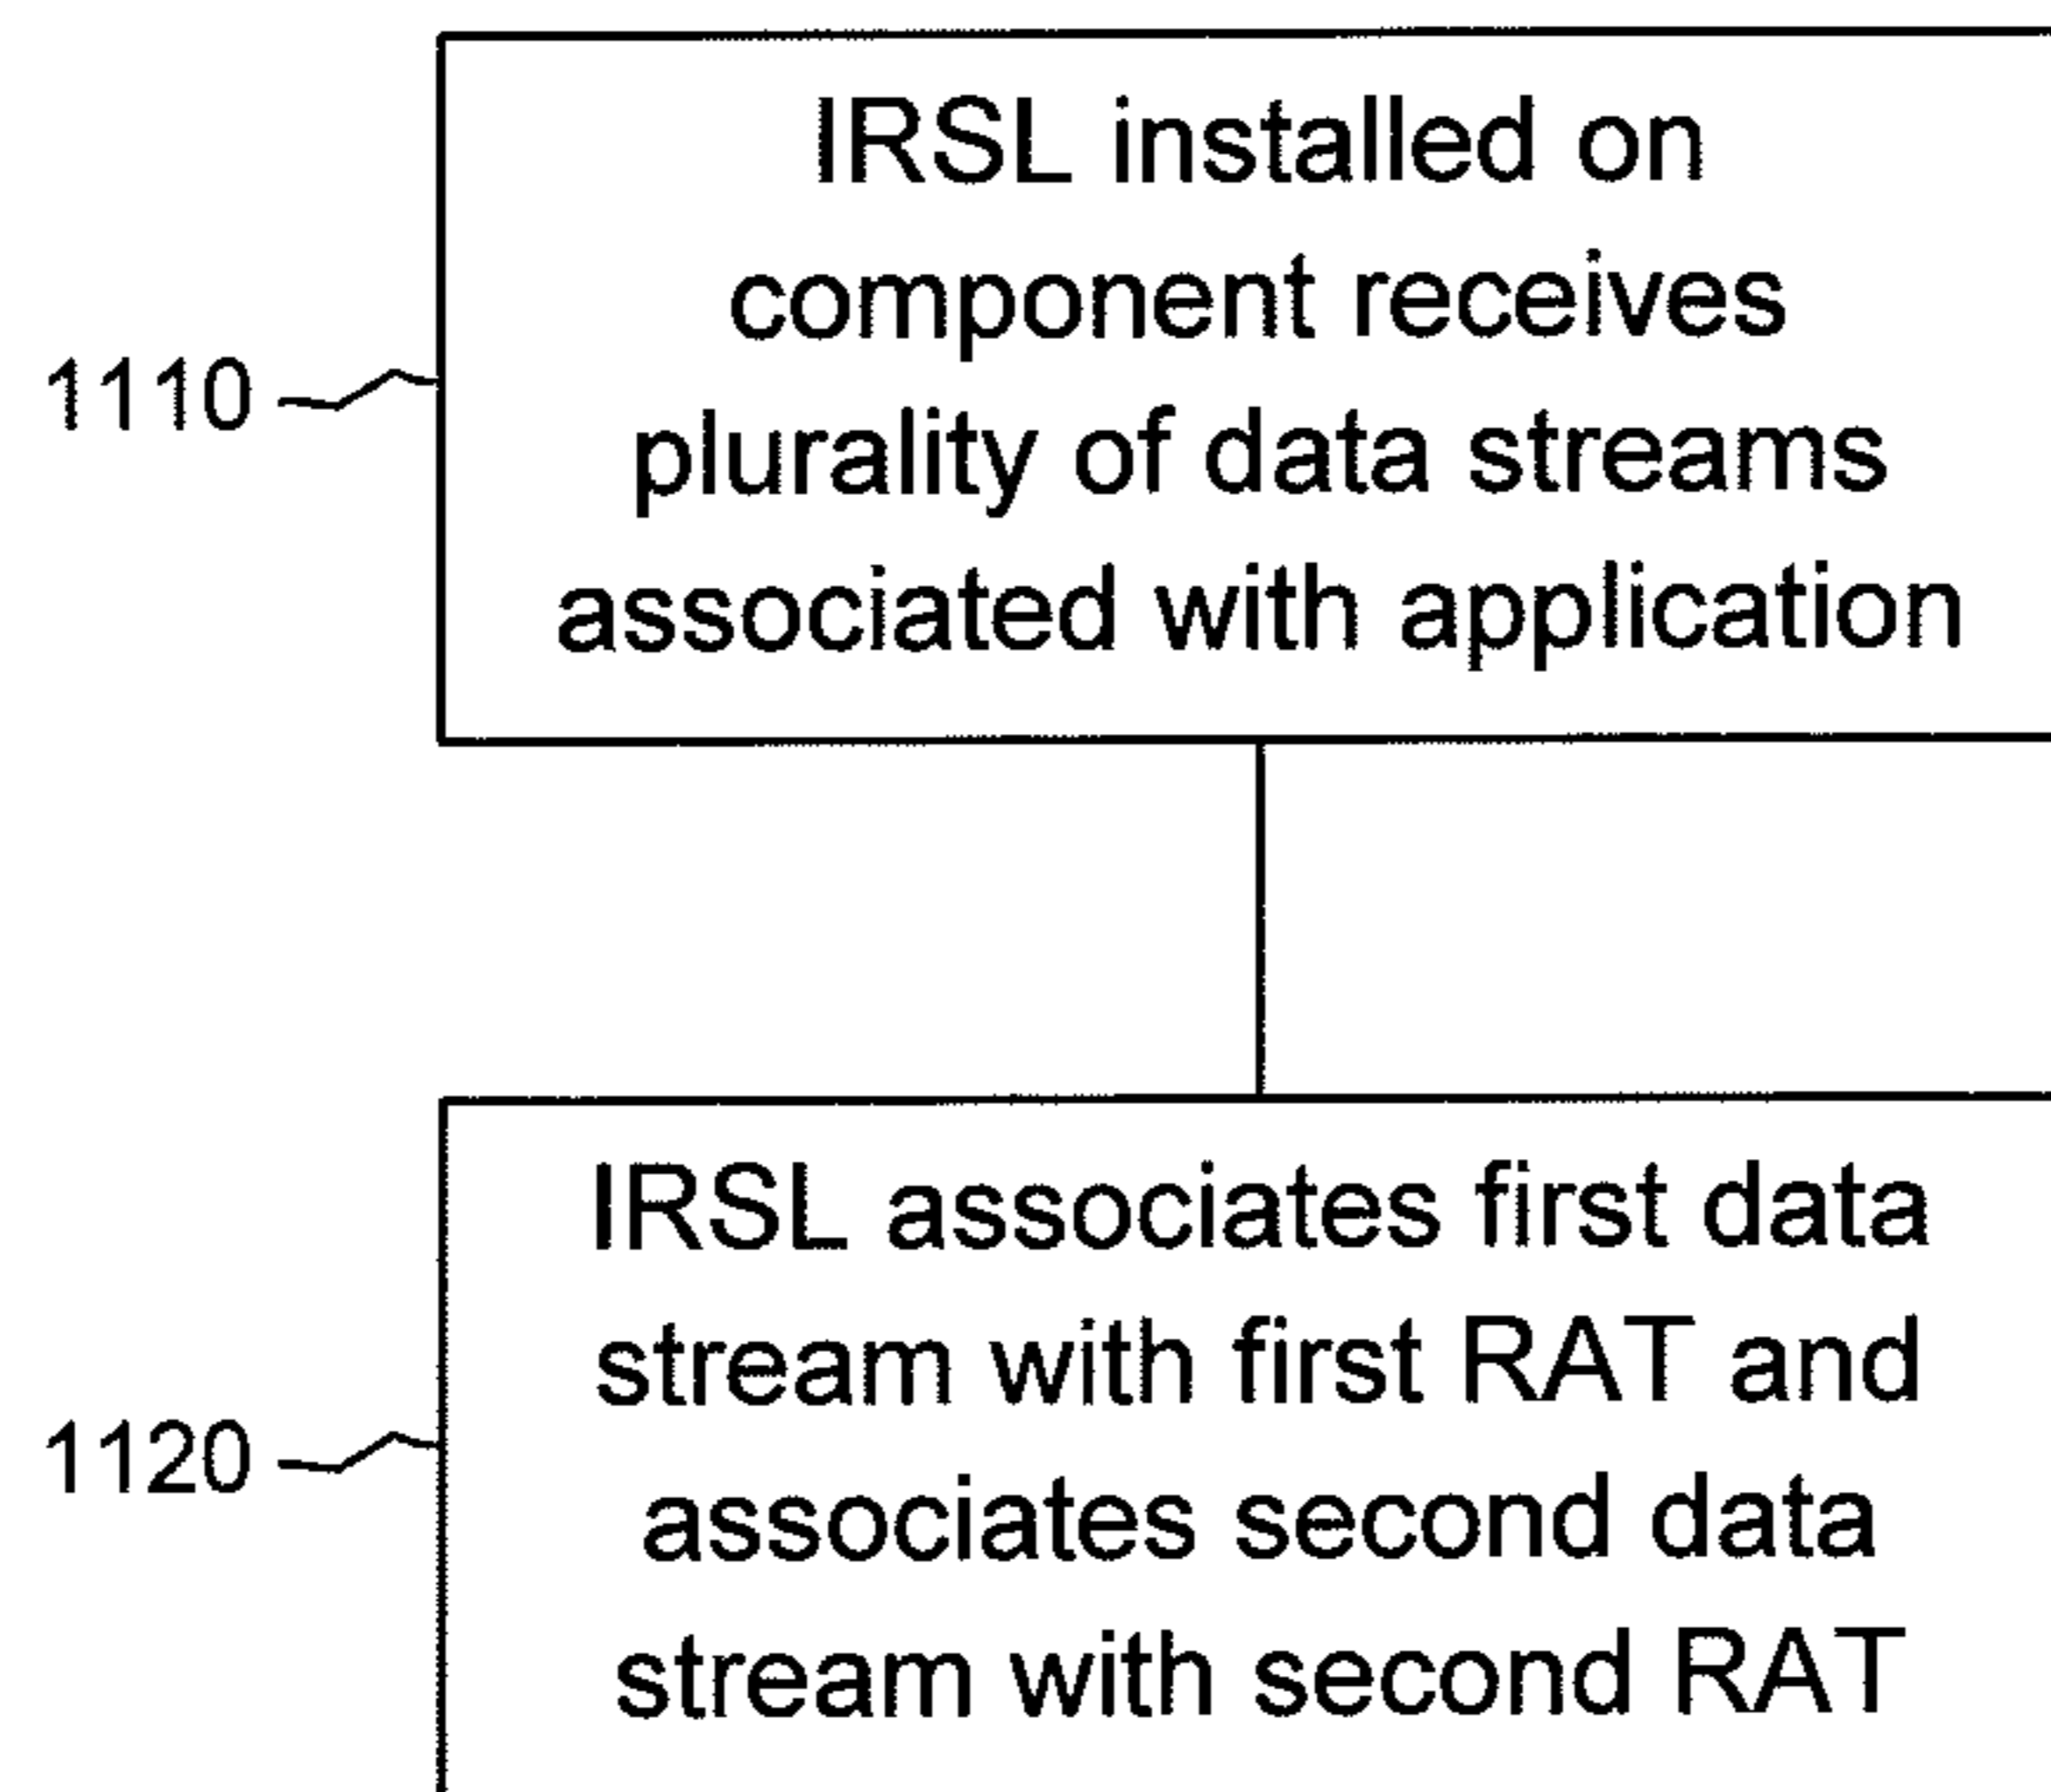 IRSL installed on
component receives
1110
plurality of data streams
associated with application
IRSL associates first data
stream with first RAT and
1120
associates second data
stream with second RAT